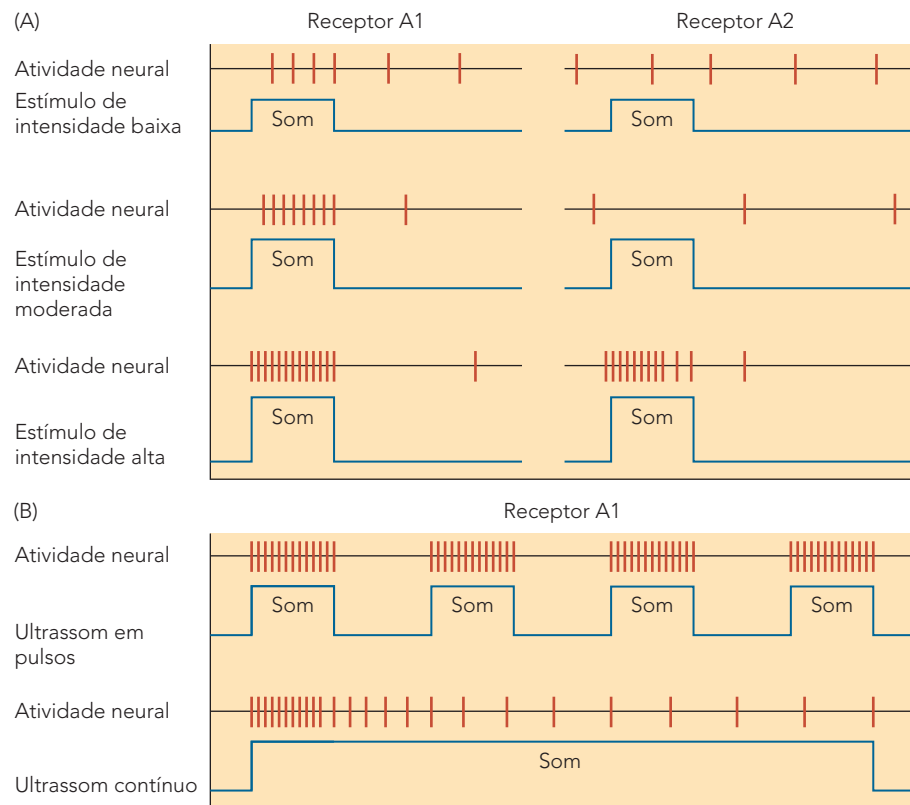 (A)
Receptor A1
Receptor A2
Atividade neural
Estímulo de
intensidade baixa
Som
Som
Atividade neural
Estímulo de
intensidade
moderada
Som
Som
Atividade neural
Estímulo de
intensidade alta
Som
Som
(B)
Receptor A1
Atividade neural
Ultrassom em
pulsos
Som
Som
Som
Som
Atividade neural
Ultrassom contínuo
Som